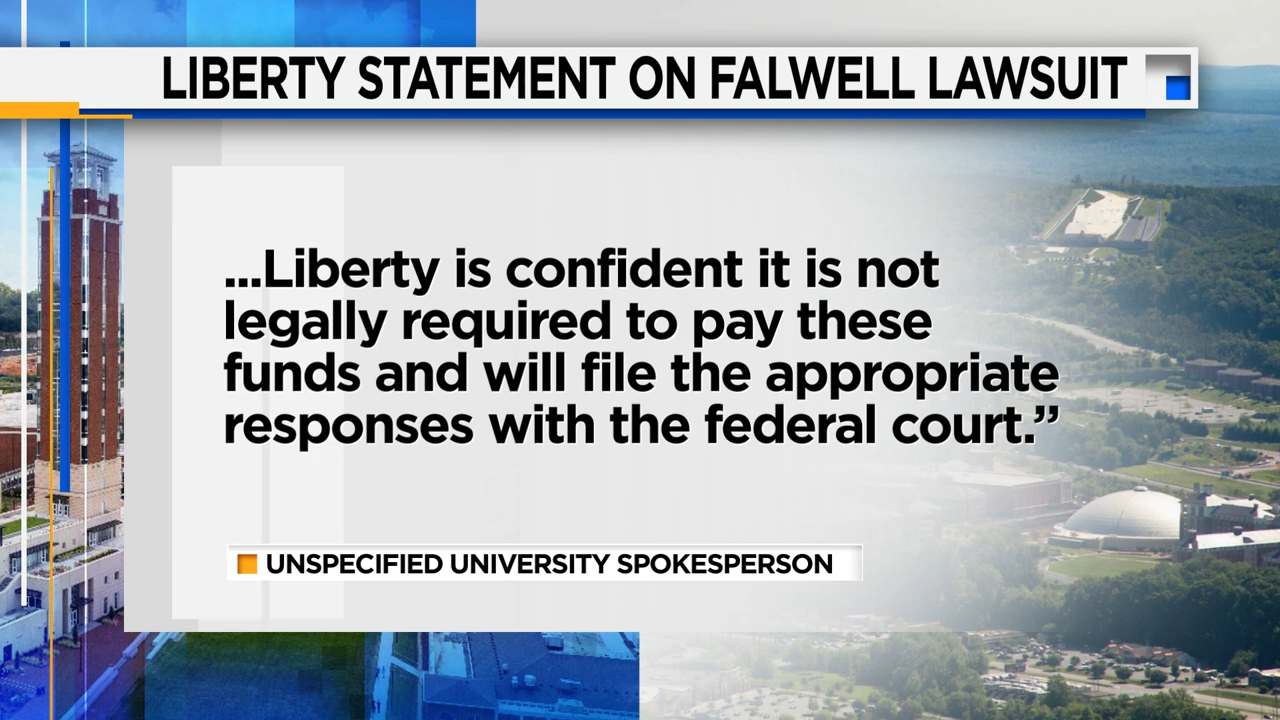 LIBERTY STATEMENT ON FALWELL LAWSUIT
...Liberty is confident it is not
legally required to pay these
funds and will file the appropriate
responses with the federal court.”
UNSPECIFIED UNIVERSITY SPOKESPERSON